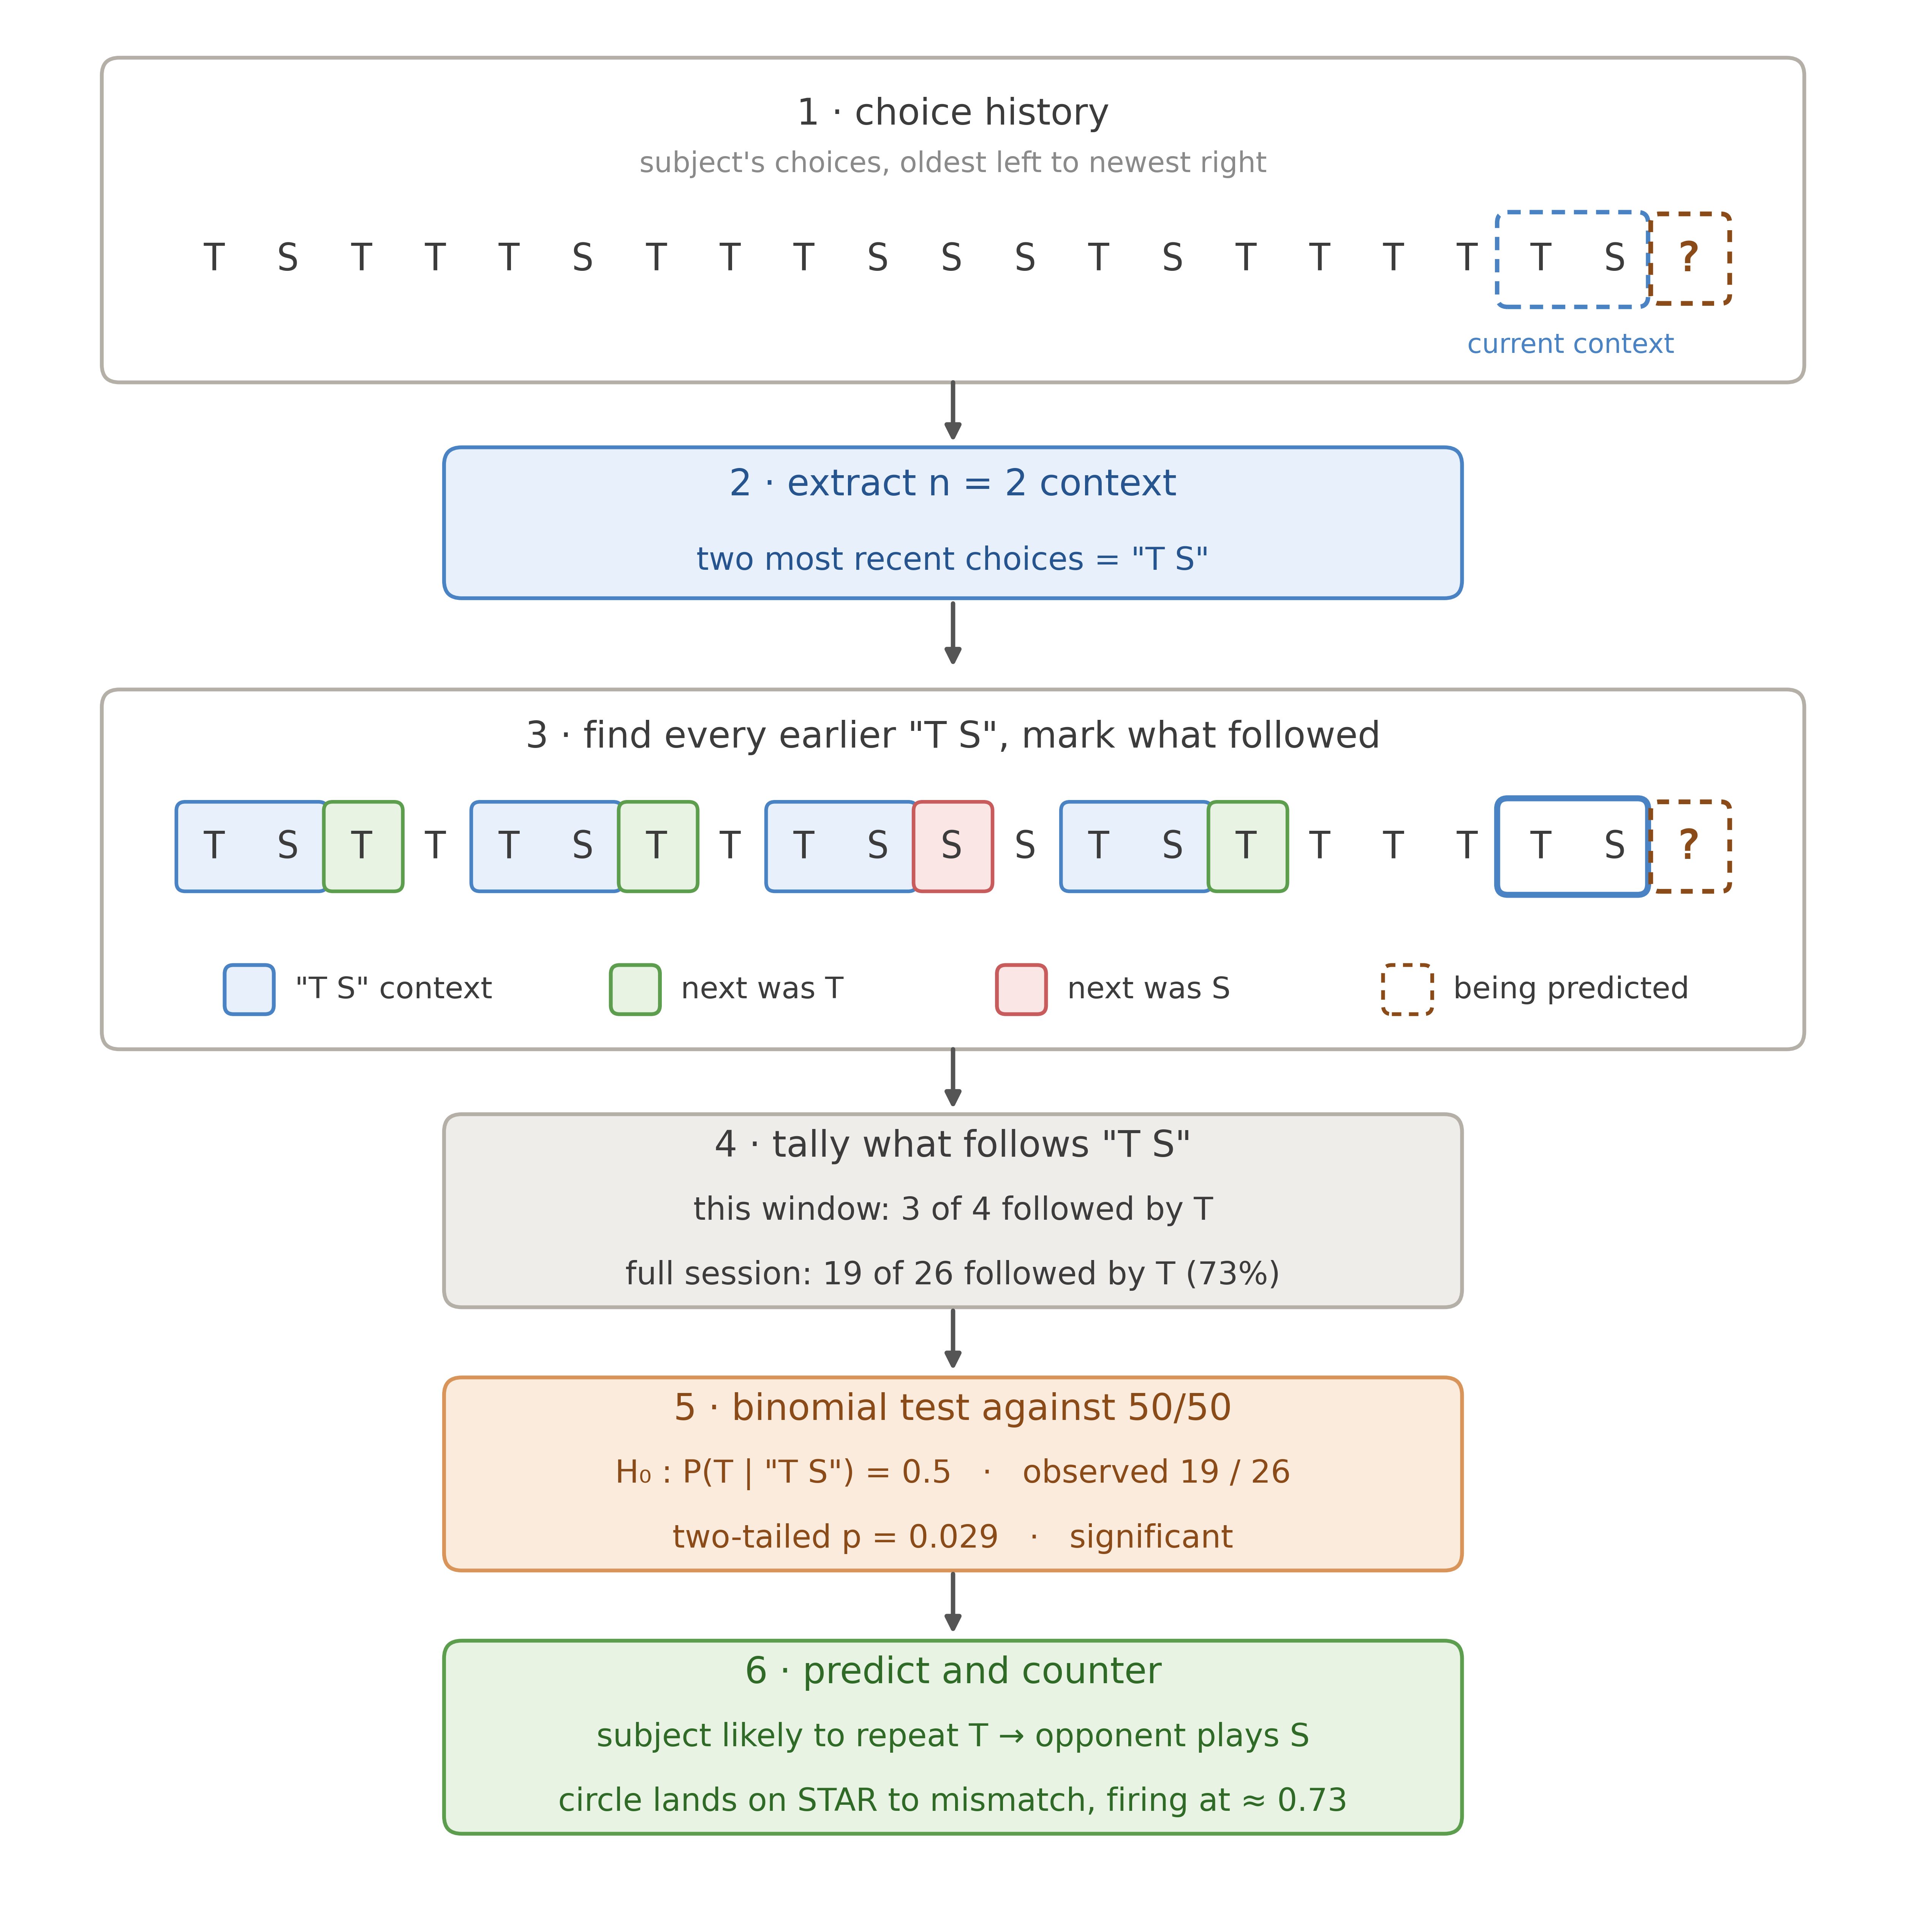 1 · choice history
subject's choices, oldest left to newest right
T S T T T S T T T S S S T S T T T T T S ?
current context
2 · extract n = 2 context
two most recent choices = "T S"
3 · find every earlier "T S", mark what followed
T S T T T S T T T S S S T S T T T T T S ?
"T S" context next was T next was S being predicted
4 · tally what follows "T S"
this window: 3 of 4 followed by T
full session: 19 of 26 followed by T (73%)
5 · binomial test against 50/50
H₀ : P(T | "T S") = 0.5 · observed 19 / 26
two-tailed p = 0.029 · significant
6 · predict and counter
subject likely to repeat T → opponent plays S
circle lands on STAR to mismatch, firing at ≈ 0.73